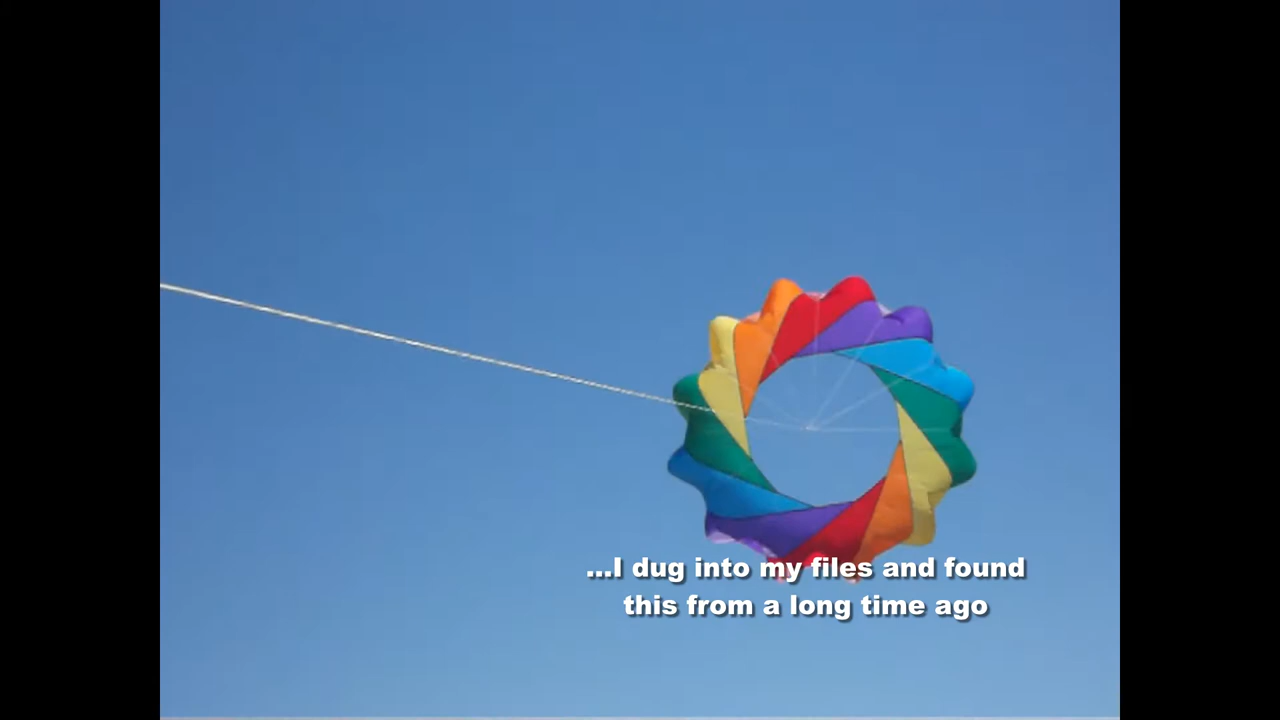 ...I dug into my files and found
this from a long time ago